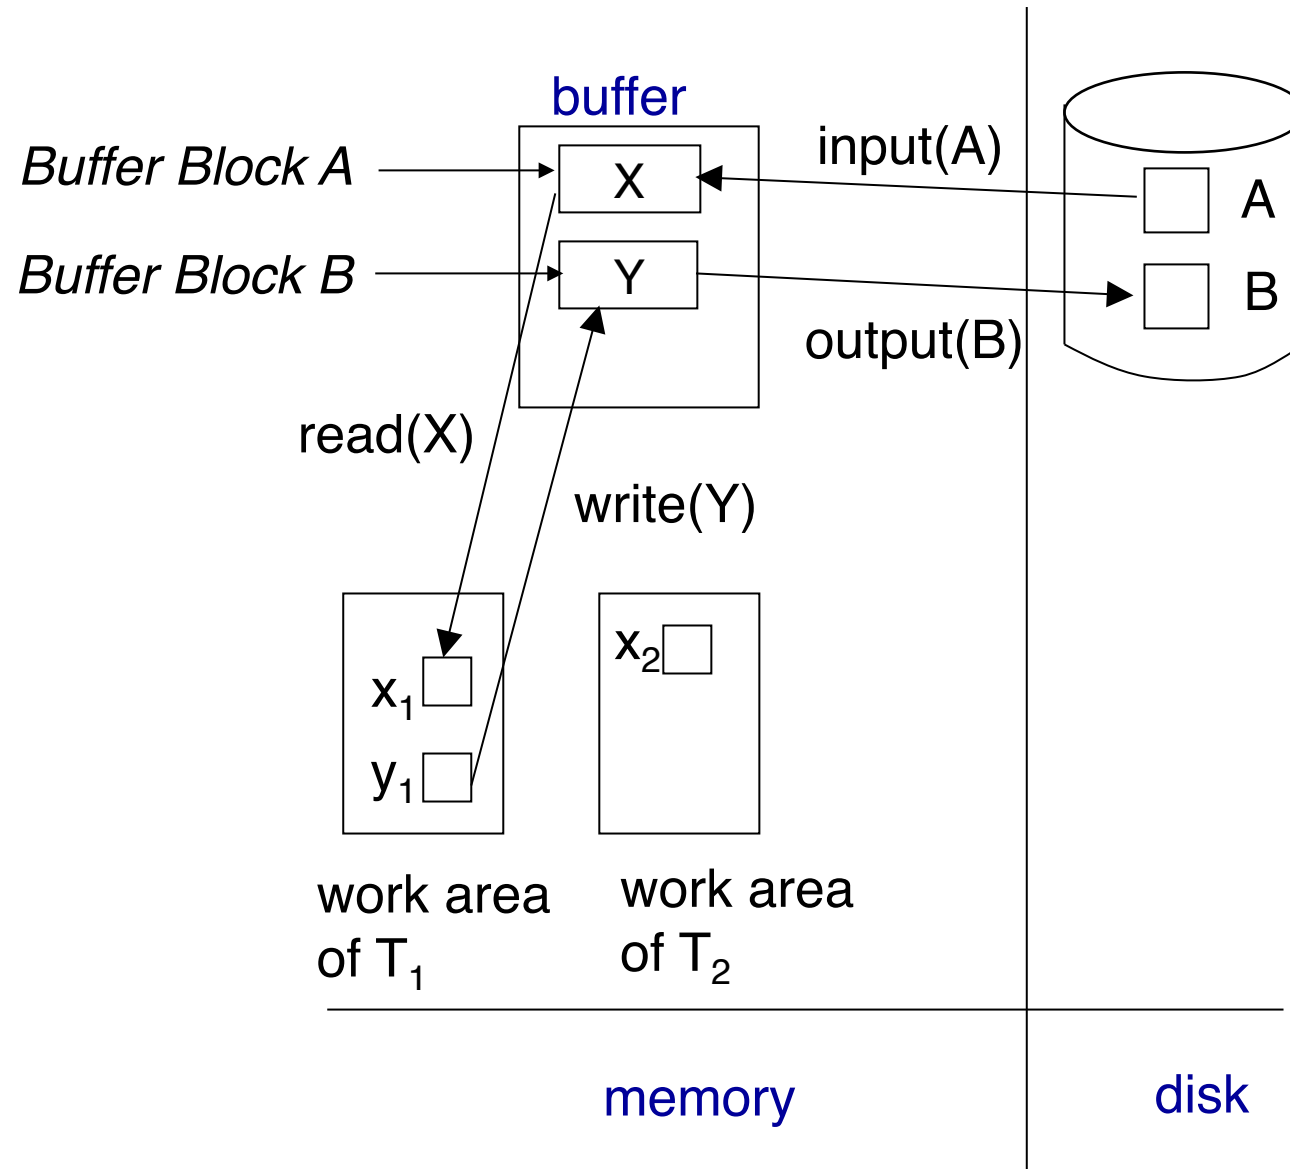 buffer
Buffer Block A
X
input(A)
A
Buffer Block B
Y
B
output(B)
read(X)
write(Y)
x₁
y₁
x₂
work area
of T₁
work area
of T₂
memory
disk